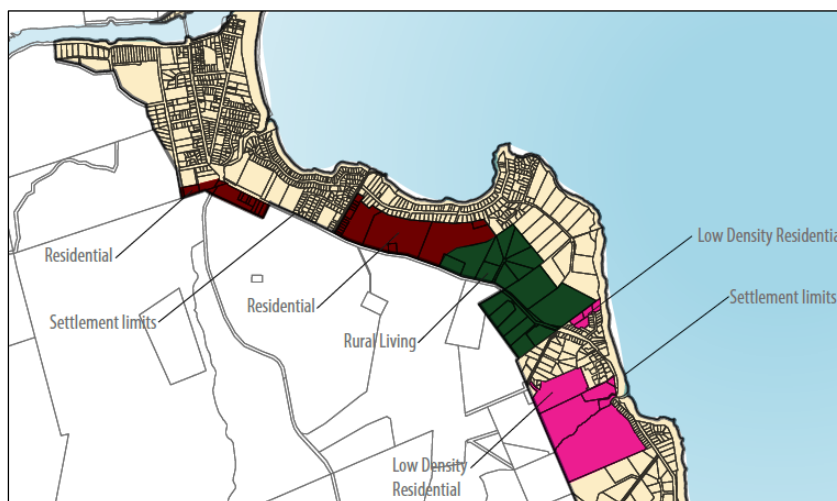 Low Density Residentia
Residential
Settlement limits
Residential
Settlement limits
Rural Living
Low Density
Residential